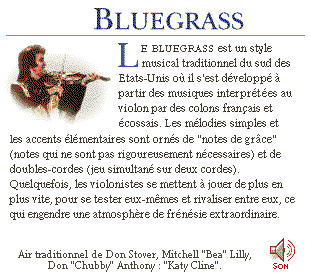 BLUEGRASS
LE BLUEGRASS est un style
musical traditionnel du sud des
Etats-Unis où il s'est développé à
partir des musiques interprétées au
violon par des colons français et
écossais. Les mélodies simples et
les accents élémentaires sont ornés de "notes de grâce"
(notes qui ne sont pas rigoureusement nécessaires) et de
doubles-cordes (jeu simultané sur deux cordes).
Quelquefois, les violonistes se mettent à jouer de plus en
plus vite, pour se tester eux-mêmes et rivaliser entre eux, ce
qui engendre une atmosphère de frénésie extraordinaire.
Air traditionnel de Don Stover, Mitchell "Bea" Lilly,
Don "Chubby" Anthony : "Katy Cline".
SON